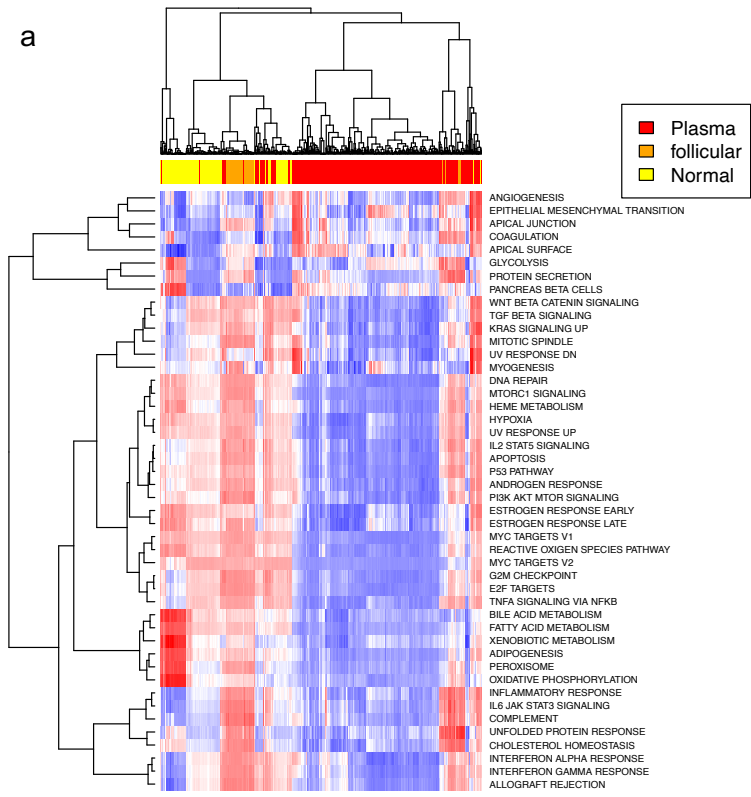 a
Plasma
follicular
Normal
ANGIOGENESIS
EPITHELIAL MESENCHYMAL TRANSITION
APICAL JUNCTION
COAGULATION
APICAL SURFACE
GLYCOLYSIS
PROTEIN SECRETION
PANCREAS BETA CELLS
WNT BETA CATENIN SIGNALING
TGF BETA SIGNALING
KRAS SIGNALING UP
MITOTIC SPINDLE
UV RESPONSE DN
MYOGENESIS
DNA REPAIR
MTORC1 SIGNALING
HEME METABOLISM
HYPOXIA
UV RESPONSE UP
IL2 STAT5 SIGNALING
APOPTOSIS
P53 PATHWAY
ANDROGEN RESPONSE
PI3K AKT MTOR SIGNALING
ESTROGEN RESPONSE EARLY
ESTROGEN RESPONSE LATE
MYC TARGETS V1
REACTIVE OXIGEN SPECIES PATHWAY
MYC TARGETS V2
G2M CHECKPOINT
E2F TARGETS
TNFA SIGNALING VIA NFKB
BILE ACID METABOLISM
FATTY ACID METABOLISM
XENOBIOTIC METABOLISM
ADIPOGENESIS
PEROXISOME
OXIDATIVE PHOSPHORYLATION
INFLAMMATORY RESPONSE
IL6 JAK STAT3 SIGNALING
COMPLEMENT
UNFOLDED PROTEIN RESPONSE
CHOLESTEROL HOMEOSTASIS
INTERFERON ALPHA RESPONSE
INTERFERON GAMMA RESPONSE
ALLOGRAFT REJECTION